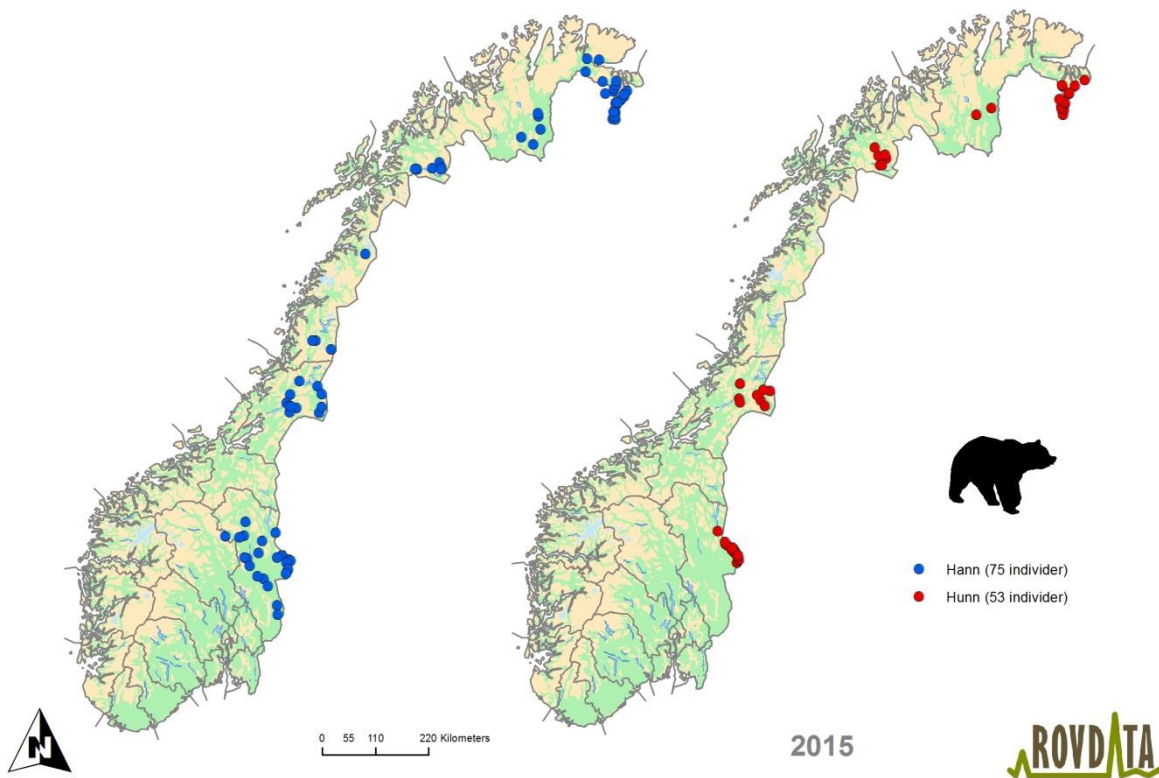 Hann (75 individer)
Hunn (53 individer)
N
0 55 110 220 Kilometers
2015
ROVDATA